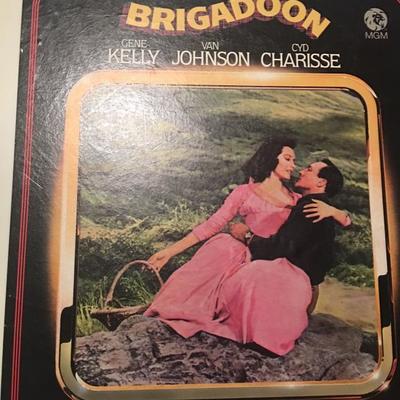 BRIGADOON
GENE VAN CYD
KELLY JOHNSON CHARISSE
MGM